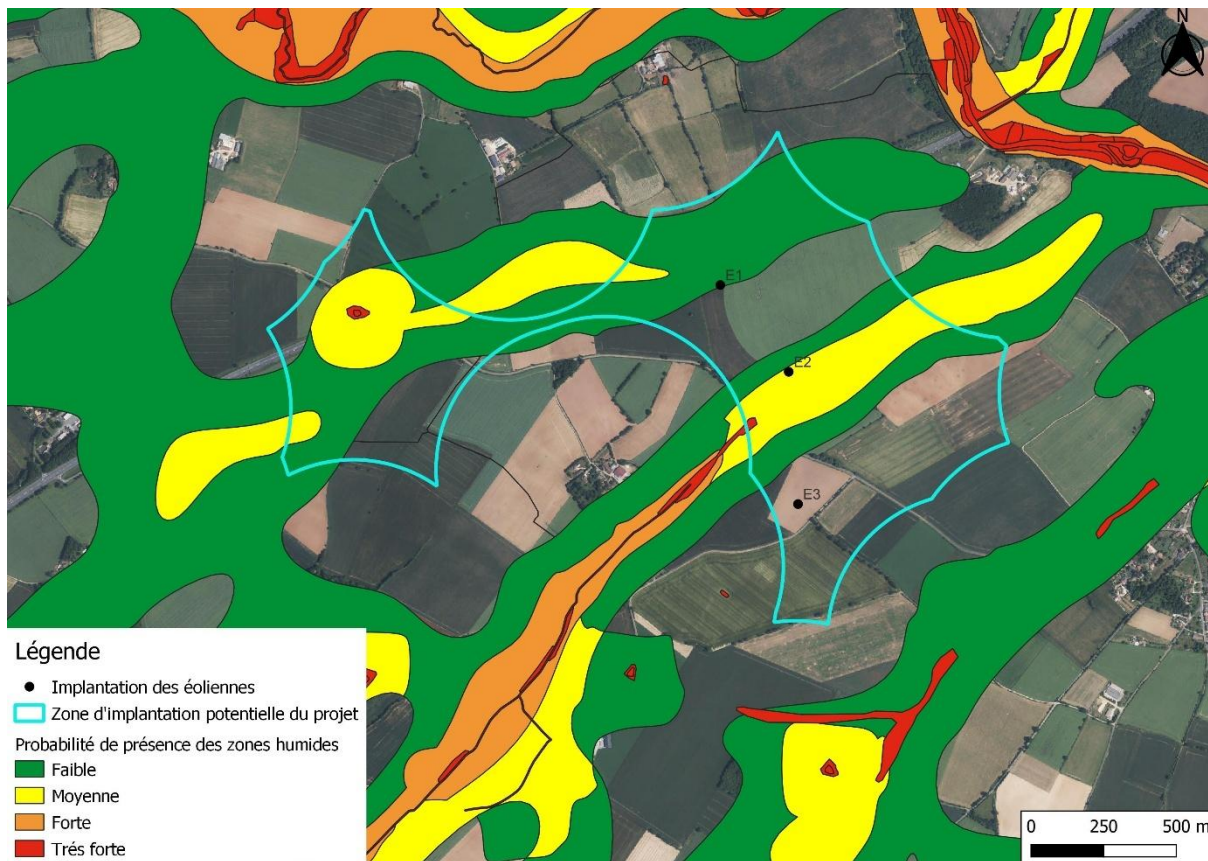 N
E1
E2
E3
Légende
Implantation des éoliennes
Zone d'implantation potentielle du projet
Probabilité de présence des zones humides
Faible
Moyenne
Forte
Trés forte
0 250 500 m